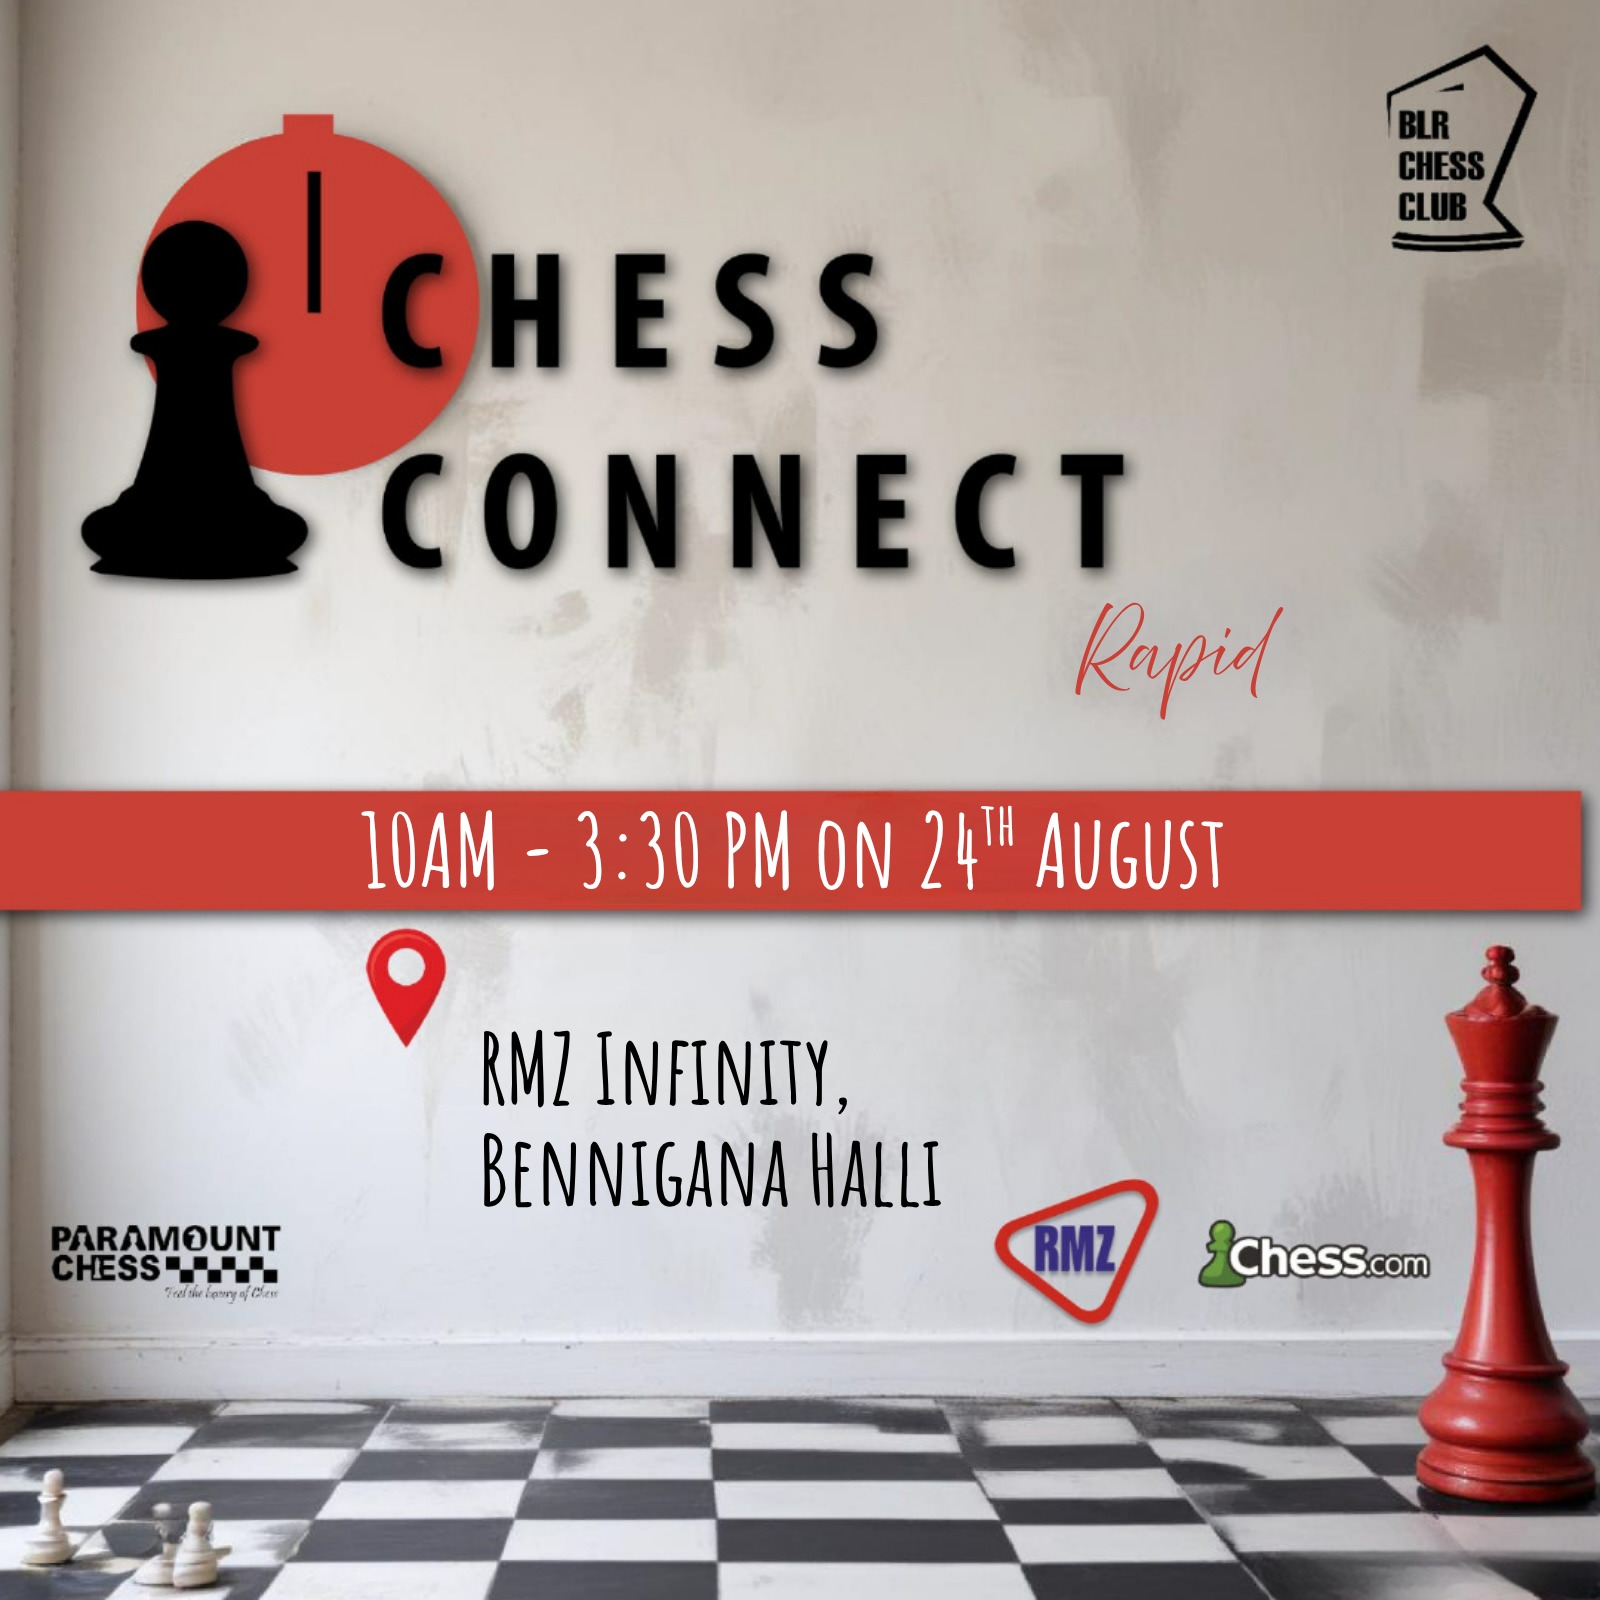 BLR
CHESS
CLUB
CHESS
CONNECT
Rapid
10AM - 3:30 PM ON 24TH AUGUST
RMZ INFINITY,
BENNIGANA HALLI
PARAMOUNT
CHESS
Feel the luxury of Chess
RMZ
Chess.com